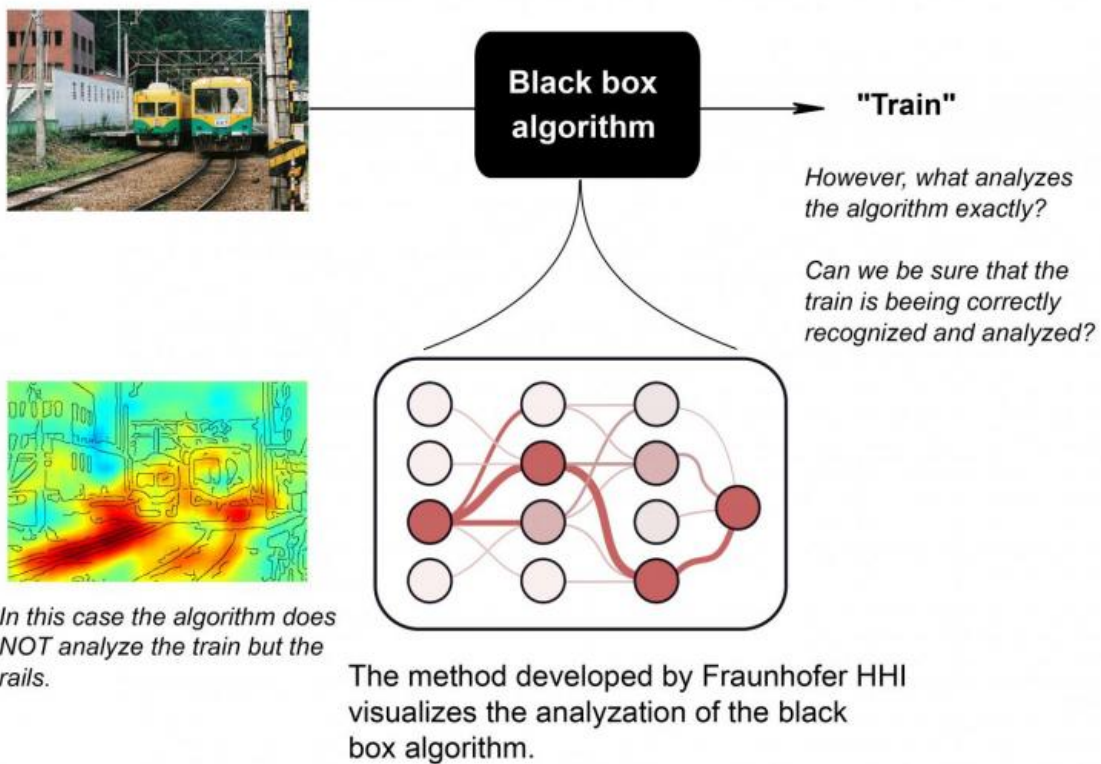 Black box
algorithm
"Train"
However, what analyzes
the algorithm exactly?
Can we be sure that the
train is beeing correctly
recognized and analyzed?
In this case the algorithm does
NOT analyze the train but the
rails.
The method developed by Fraunhofer HHI
visualizes the analyzation of the black
box algorithm.